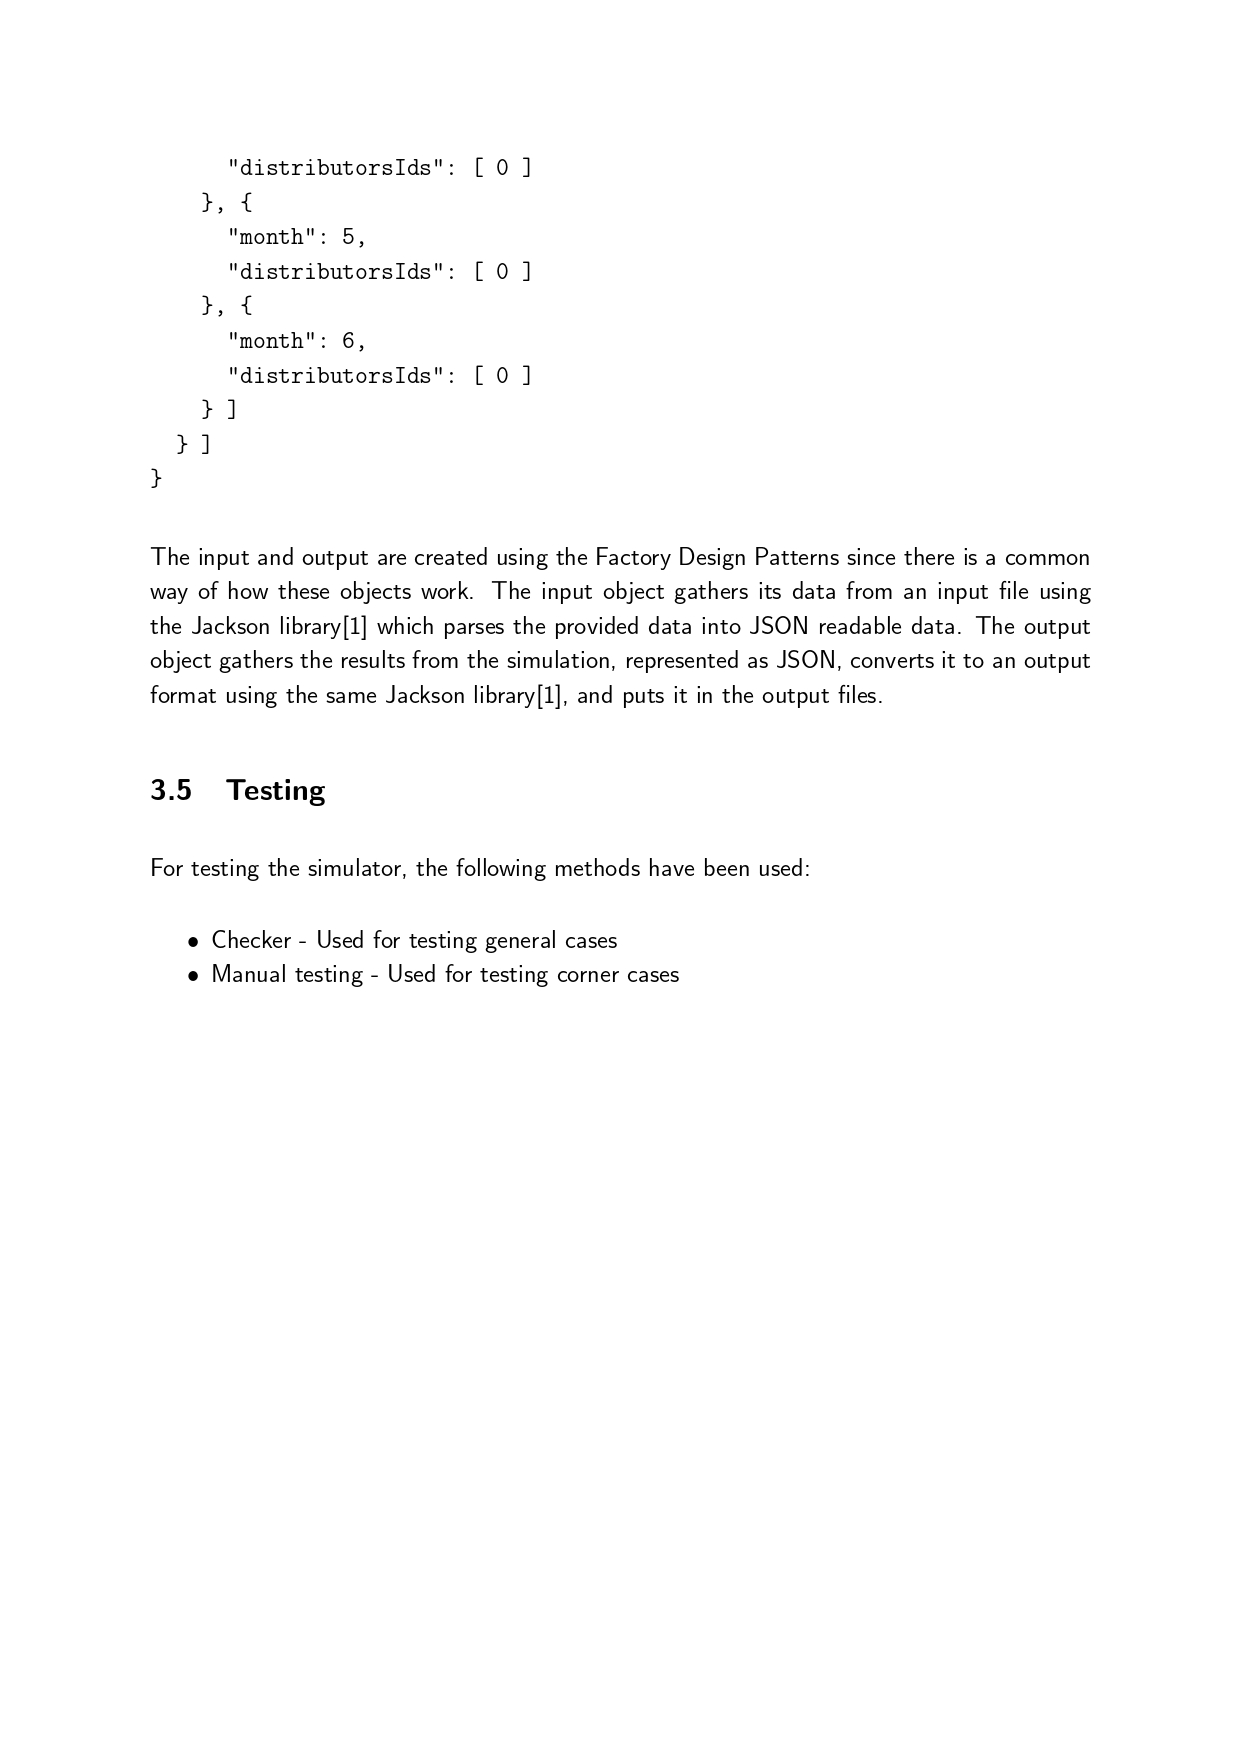 "distributorsIds": [ 0 ]
}, {
"month": 5,
"distributorsIds": [ 0 ]
}, {
"month": 6,
"distributorsIds": [ 0 ]
} ]
} ]
}
The input and output are created using the Factory Design Patterns since there is a common
way of how these objects work. The input object gathers its data from an input file using
the Jackson library[1] which parses the provided data into JSON readable data. The output
object gathers the results from the simulation, represented as JSON, converts it to an output
format using the same Jackson library[1], and puts it in the output files.
3.5 Testing
For testing the simulator, the following methods have been used:
• Checker - Used for testing general cases
• Manual testing - Used for testing corner cases